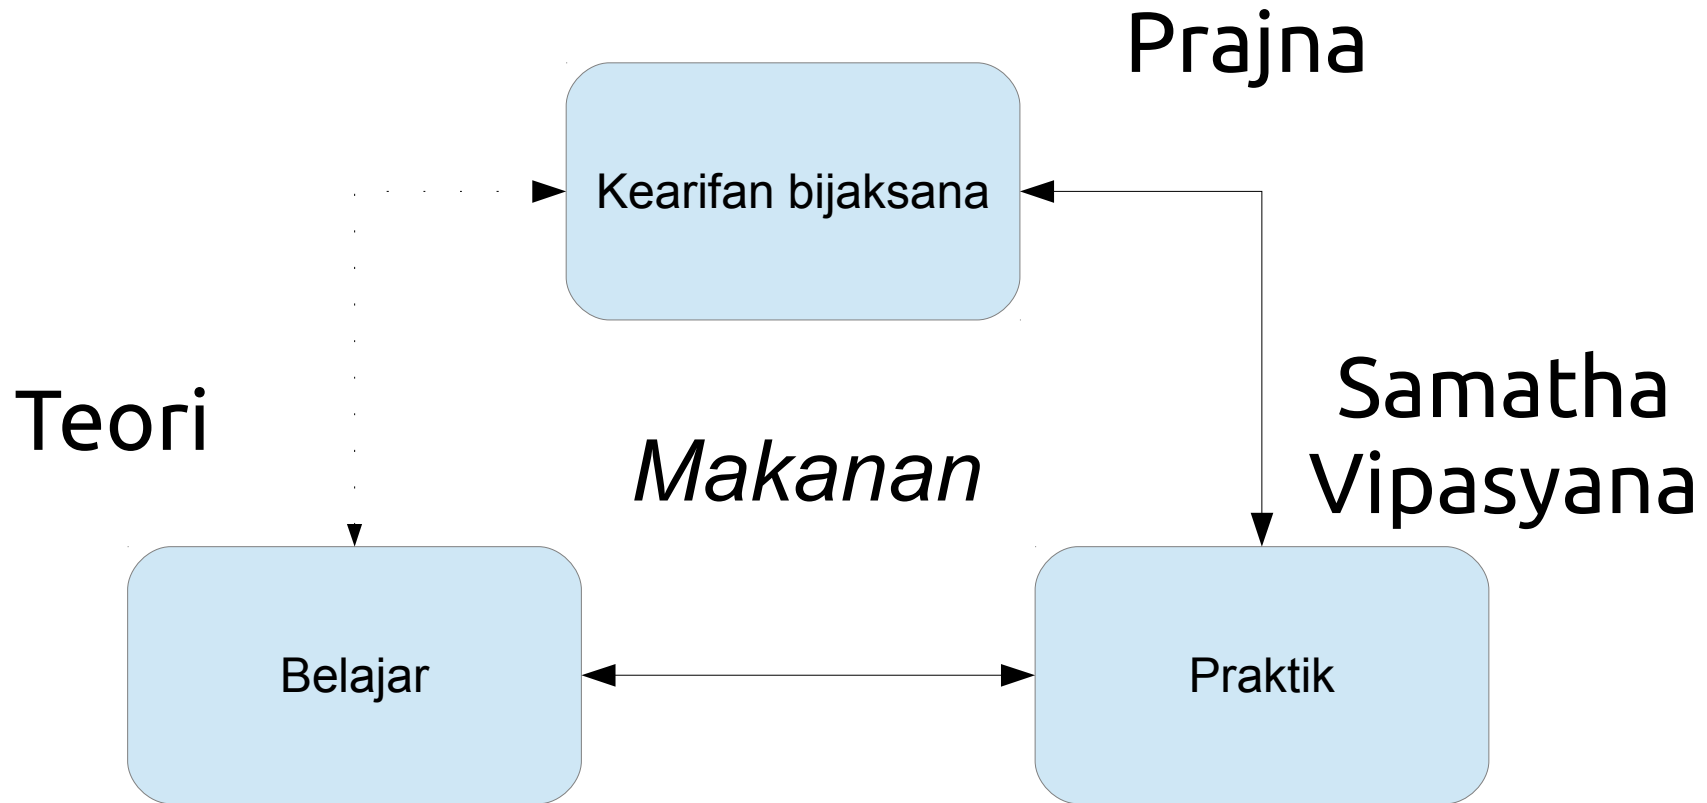 Prajna
Kearifan bijaksana
Teori
Samatha
Vipasyana
Makanan
Belajar
Praktik